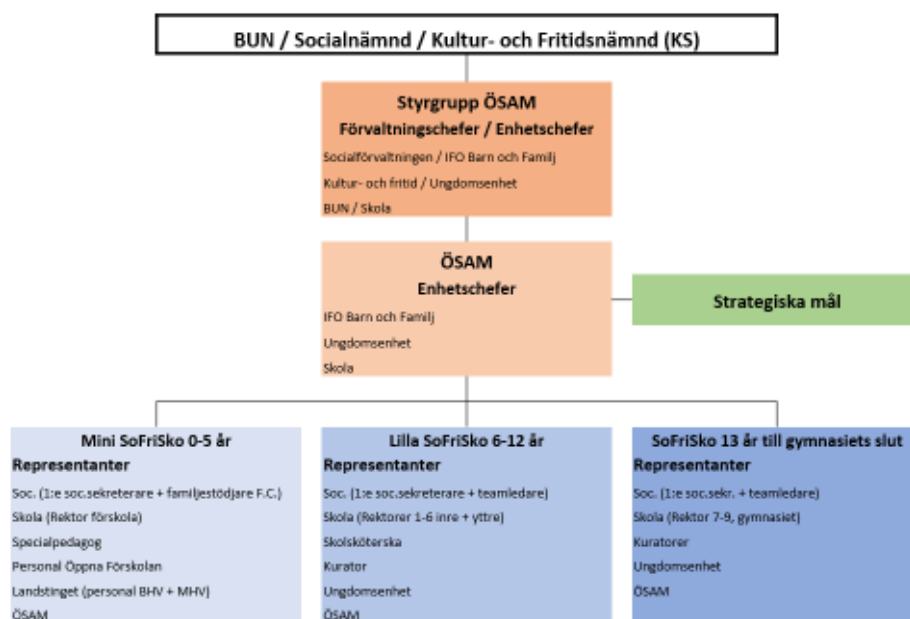 BUN / Socialnämnd / Kultur- och Fritidsnämnd (KS)
Styrgrupp ÖSAM
Förvaltningschefer / Enhetschefer
Socialförvaltningen / IFO Barn och Familj
Kultur- och fritid / Ungdomsenhet
BUN / Skola
ÖSAM
Enhetschefer
IFO Barn och Familj
Ungdomsenhet
Skola
Strategiska mål
Mini SoFriSko 0-5 år
Representanter
Soc. (1:e soc.sekreterare + familjestödjare F.C.)
Skola (Rektor förskola)
Specialpedagog
Personal Öppna Förskolan
Landstinget (personal BHV + MHV)
ÖSAM
Lilla SoFriSko 6-12 år
Representanter
Soc. (1:e soc.sekreterare + teamledare)
Skola (Rektorer 1-6 inre + yttre)
Skolsköterska
Kurator
Ungdomsenhet
ÖSAM
SoFriSko 13 år till gymnasiets slut
Representanter
Soc. (1:e soc.sekr. + teamledare)
Skola (Rektor 7-9, gymnasiet)
Kuratorer
Ungdomsenhet
ÖSAM